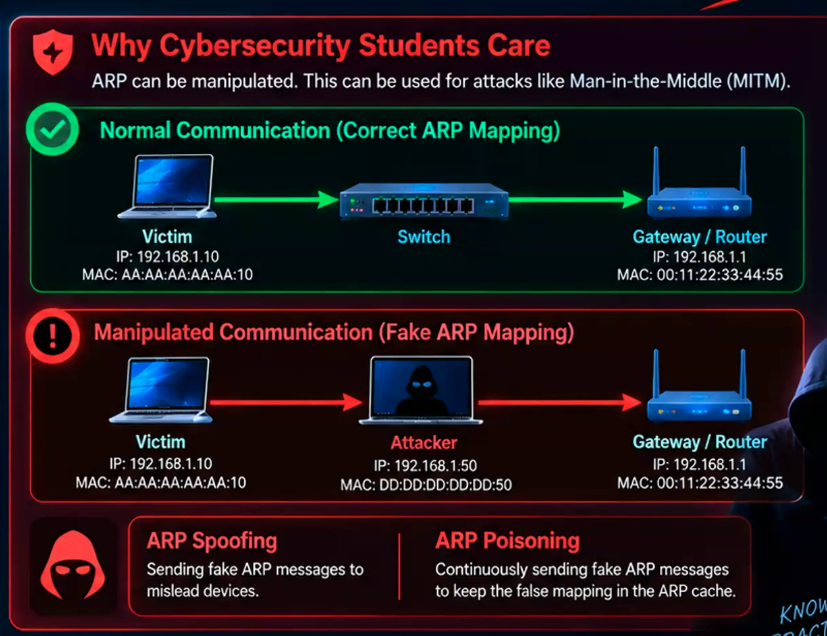 Why Cybersecurity Students Care
ARP can be manipulated. This can be used for attacks like Man-in-the-Middle (MITM).
Normal Communication (Correct ARP Mapping)
Victim
IP: 192.168.1.10
MAC: AA:AA:AA:AA:AA:10
Switch
Gateway / Router
IP: 192.168.1.1
MAC: 00:11:22:33:44:55
Manipulated Communication (Fake ARP Mapping)
Victim
IP: 192.168.1.10
MAC: AA:AA:AA:AA:AA:10
Attacker
IP: 192.168.1:50
MAC: DD:DD:DD:DD:DD:50
Gateway / Router
IP: 192.168.1.1
MAC: 00:11:22:33:44:55
ARP Spoofing
Sending fake ARP messages to
mislead devices.
ARP Poisoning
Continuously sending fake ARP messages
to keep the false mapping in the ARP cache.